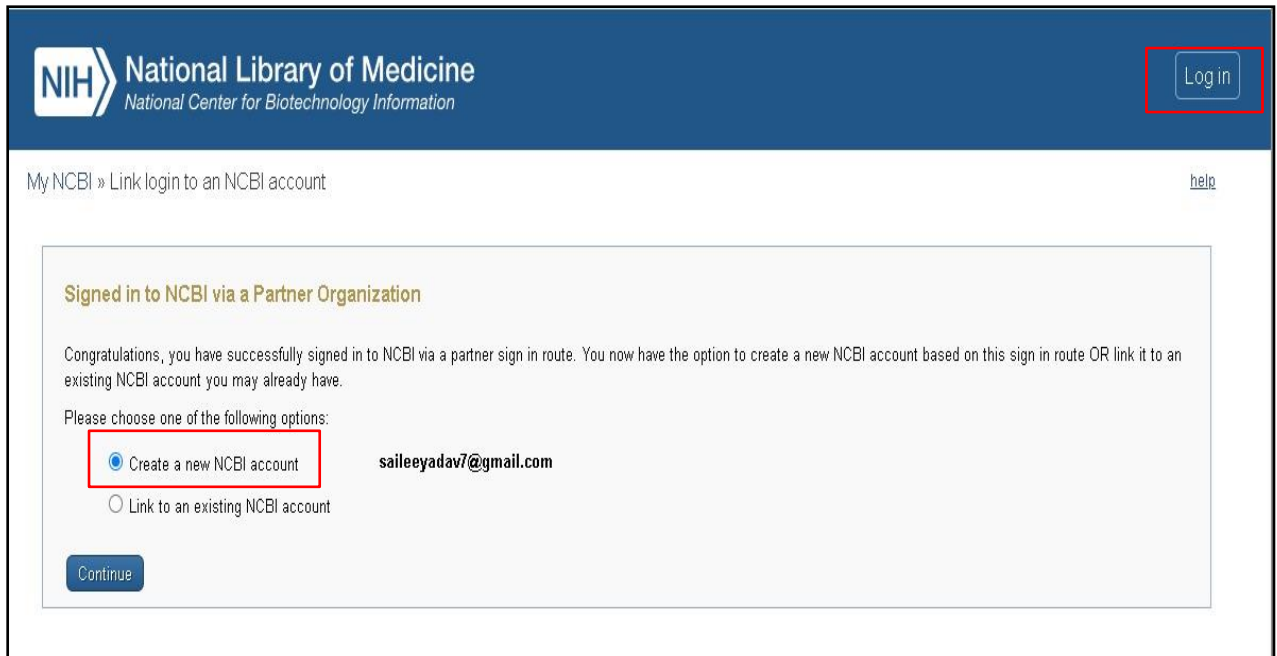 NIH
National Library of Medicine
National Center for Biotechnology Information
Log in
My NCBI » Link login to an NCBI account
help
Signed in to NCBI via a Partner Organization
Congratulations, you have successfully signed in to NCBI via a partner sign in route. You now have the option to create a new NCBI account based on this sign in route OR link it to an
existing NCBI account you may already have.
Please choose one of the following options:
Create a new NCBI account saileeyadav7@gmail.com
Link to an existing NCBI account
Continue